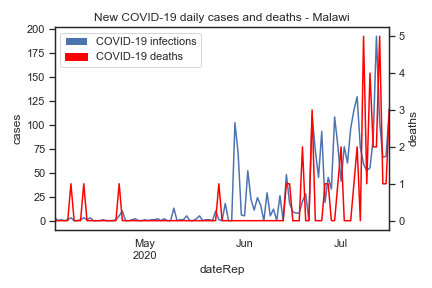 New COVID-19 daily cases and deaths - Malawi
COVID-19 infections
COVID-19 deaths
200
175
150
125
100
75
50
25
0
cases
5
4
3
2
1
0
deaths
May
2020
Jun
Jul
dateRep